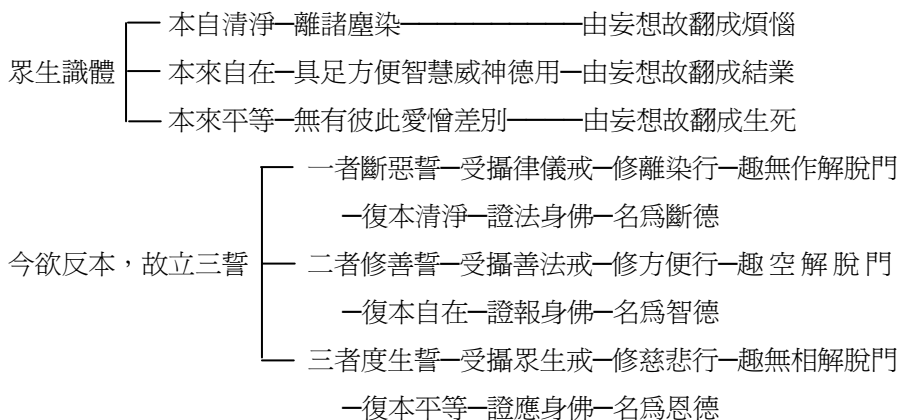 本自清淨─離諸塵染──────────由妄想故翻成煩惱
眾生識體 本來自在─具足方便智慧威神德用─由妄想故翻成結業
本來平等─無有彼此愛憎差別─────由妄想故翻成生死
一者斷惡誓─受攝律儀戒─修離染行─趣無作解脫門
─復本清淨─證法身佛─名爲斷德
今欲反本，故立三誓 二者修善誓─受攝善法戒─修方便行─趣空解脫門
─復本自在─證報身佛─名爲智德
三者度生誓─受攝眾生戒─修慈悲行─趣無相解脫門
─復本平等─證應身佛─名爲恩德